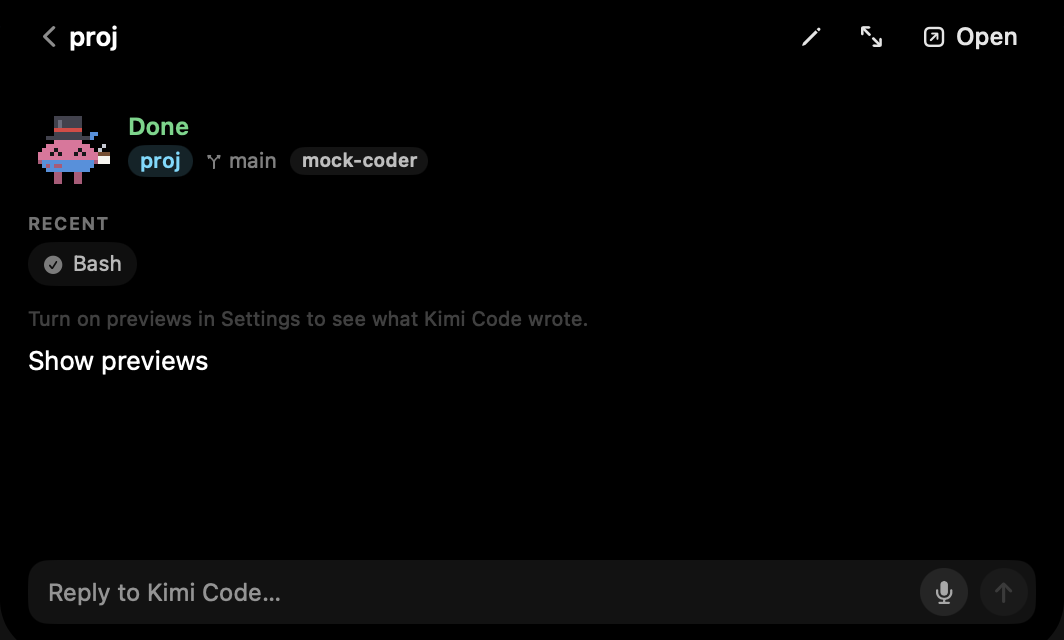 proj
Open
Done
proj main mock-coder
RECENT
Bash
Turn on previews in Settings to see what Kimi Code wrote.
Show previews
Reply to Kimi Code...